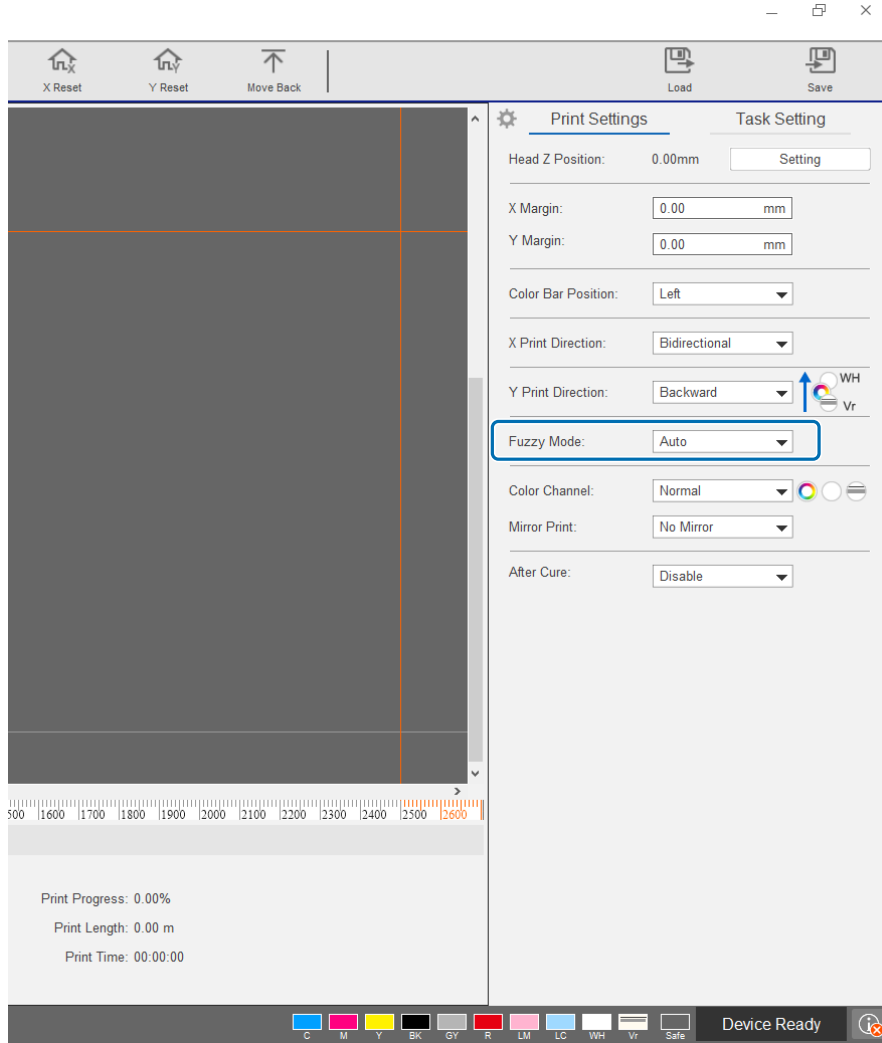 X Reset
Y Reset
Move Back
Load
Save
Print Settings
Task Setting
Head Z Position: 0.00mm Setting
X Margin: 0.00 mm
Y Margin: 0.00 mm
Color Bar Position: Left
X Print Direction: Bidirectional
Y Print Direction: Backward
WH
Vr
Fuzzy Mode: Auto
Color Channel: Normal
Mirror Print: No Mirror
After Cure: Disable
500 1600 1700 1800 1900 2000 2100 2200 2300 2400 2500 2600
Print Progress: 0.00%
Print Length: 0.00 m
Print Time: 00:00:00
C M Y BK GY R LM LC WH Vr Safe
Device Ready